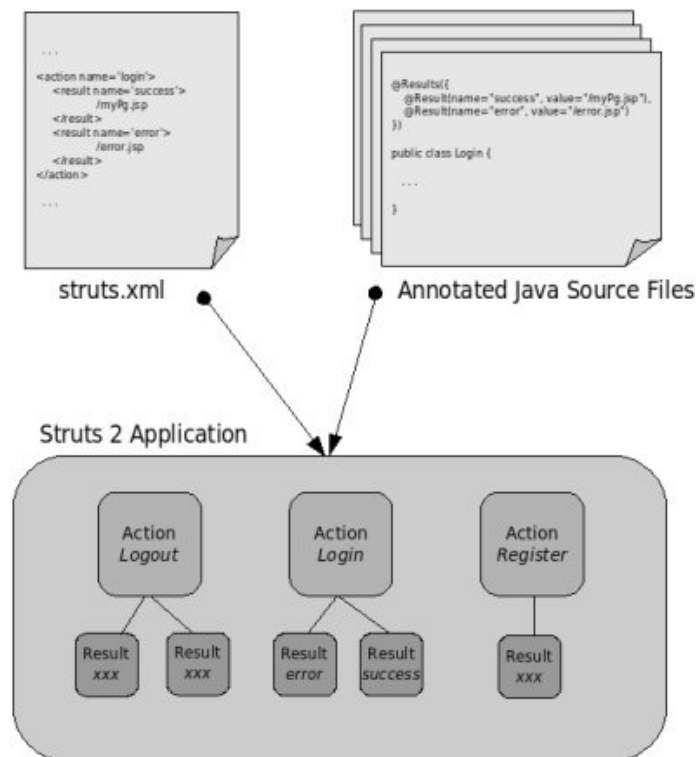 . . .
<action name='login'>
<result name='success'>
/myPg.jsp
</result>
<result name='error'>
/error.jsp
</result>
</action>
. . .
struts.xml
@Results({
@Result(name="success", value="/myPg.jsp"),
@Result(name="error", value="/error.jsp")
})
public class Login {
. . .
}
Annotated Java Source Files
Struts 2 Application
Action
Logout
Action
Login
Action
Register
Result
xxx
Result
xxx
Result
error
Result
success
Result
xxx